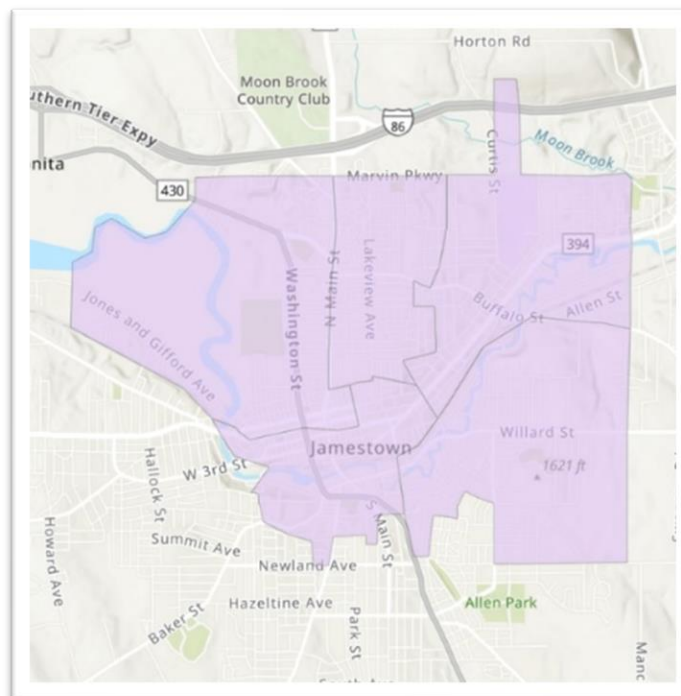 Horton Rd
Moon Brook
Country Club
uthern Tier Expy
86
Curtis St
Moon Brook
nita
430
Marvin Pkwy
394
N Main St
Lakeview Ave
Washington St
Jones and Gifford Ave
Buffalo St
Allen St
Willard St
Jamestown
1621 ft
W 3rd St
Hallock St
S Main St
Howard Ave
Summit Ave
Newland Ave
Hazeltine Ave
Allen Park
Baker St
Park St
Manc